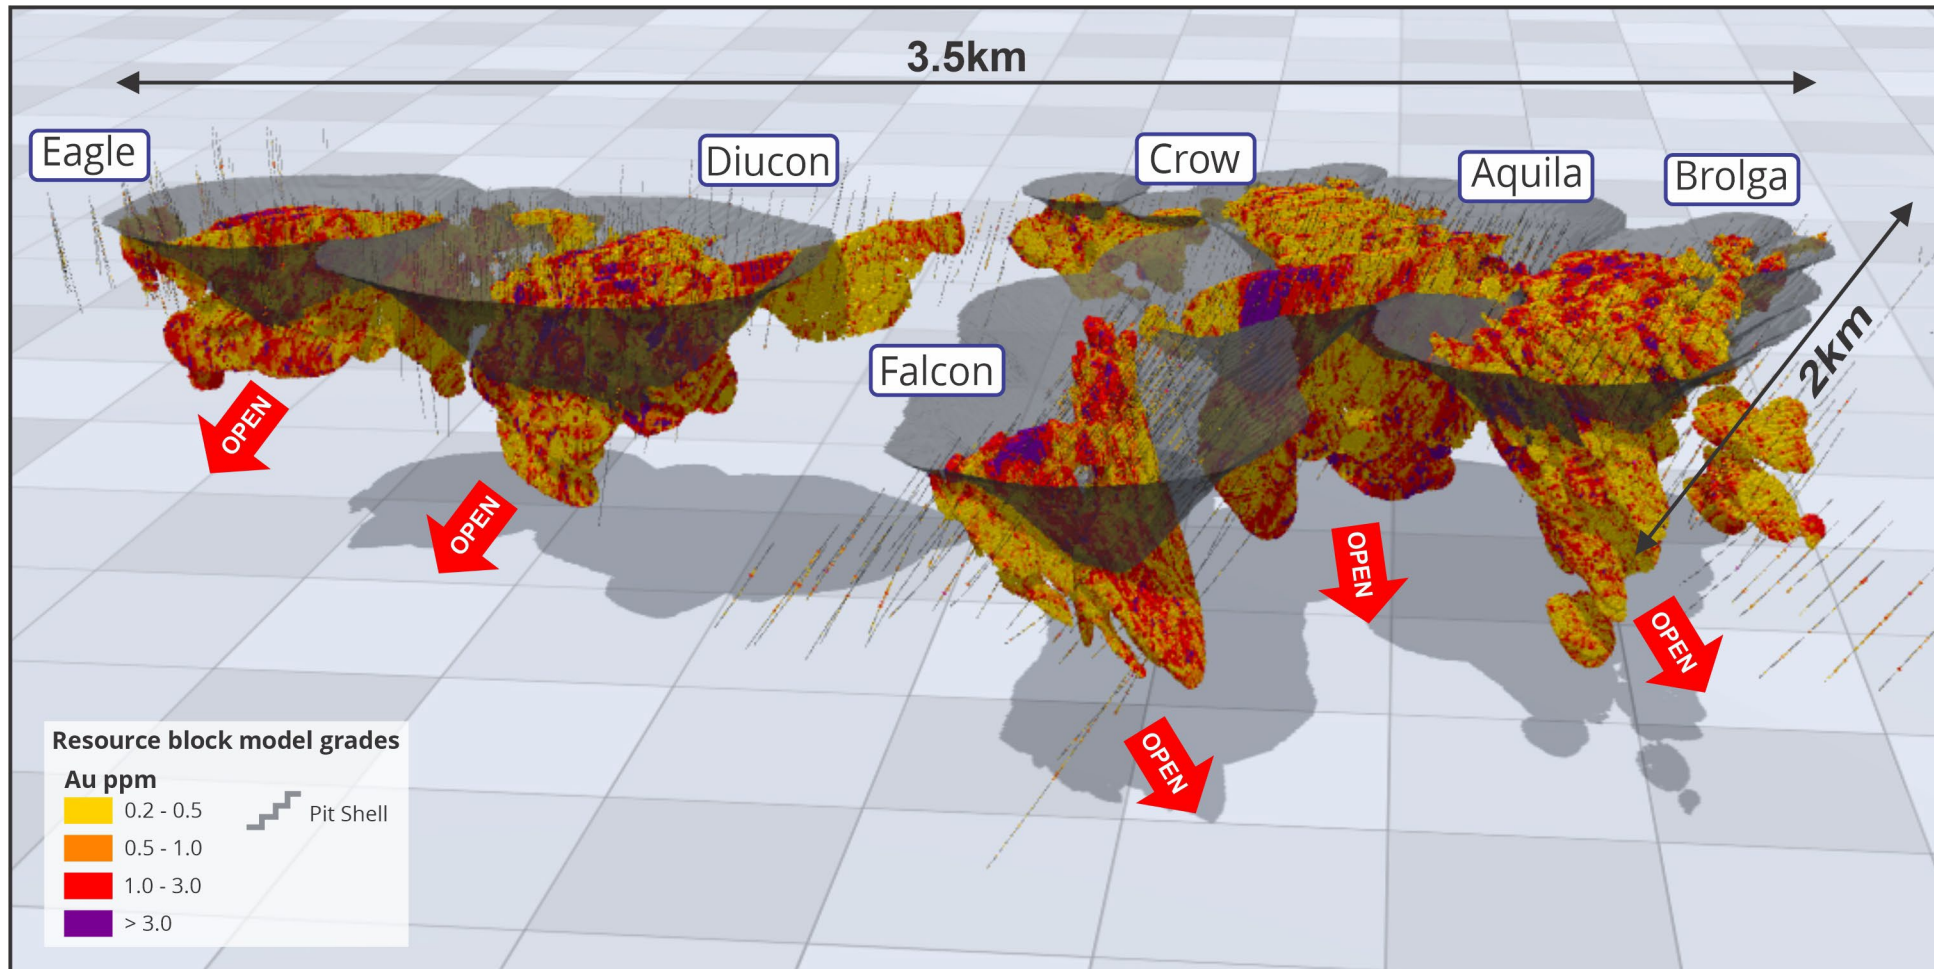 3.5km
Eagle
Diucon
Crow
Aquila
Brolga
2km
Falcon
OPEN
OPEN
OPEN
OPEN
OPEN
Resource block model grades
Au ppm
0.2 - 0.5
0.5 - 1.0
1.0 - 3.0
> 3.0
Pit Shell